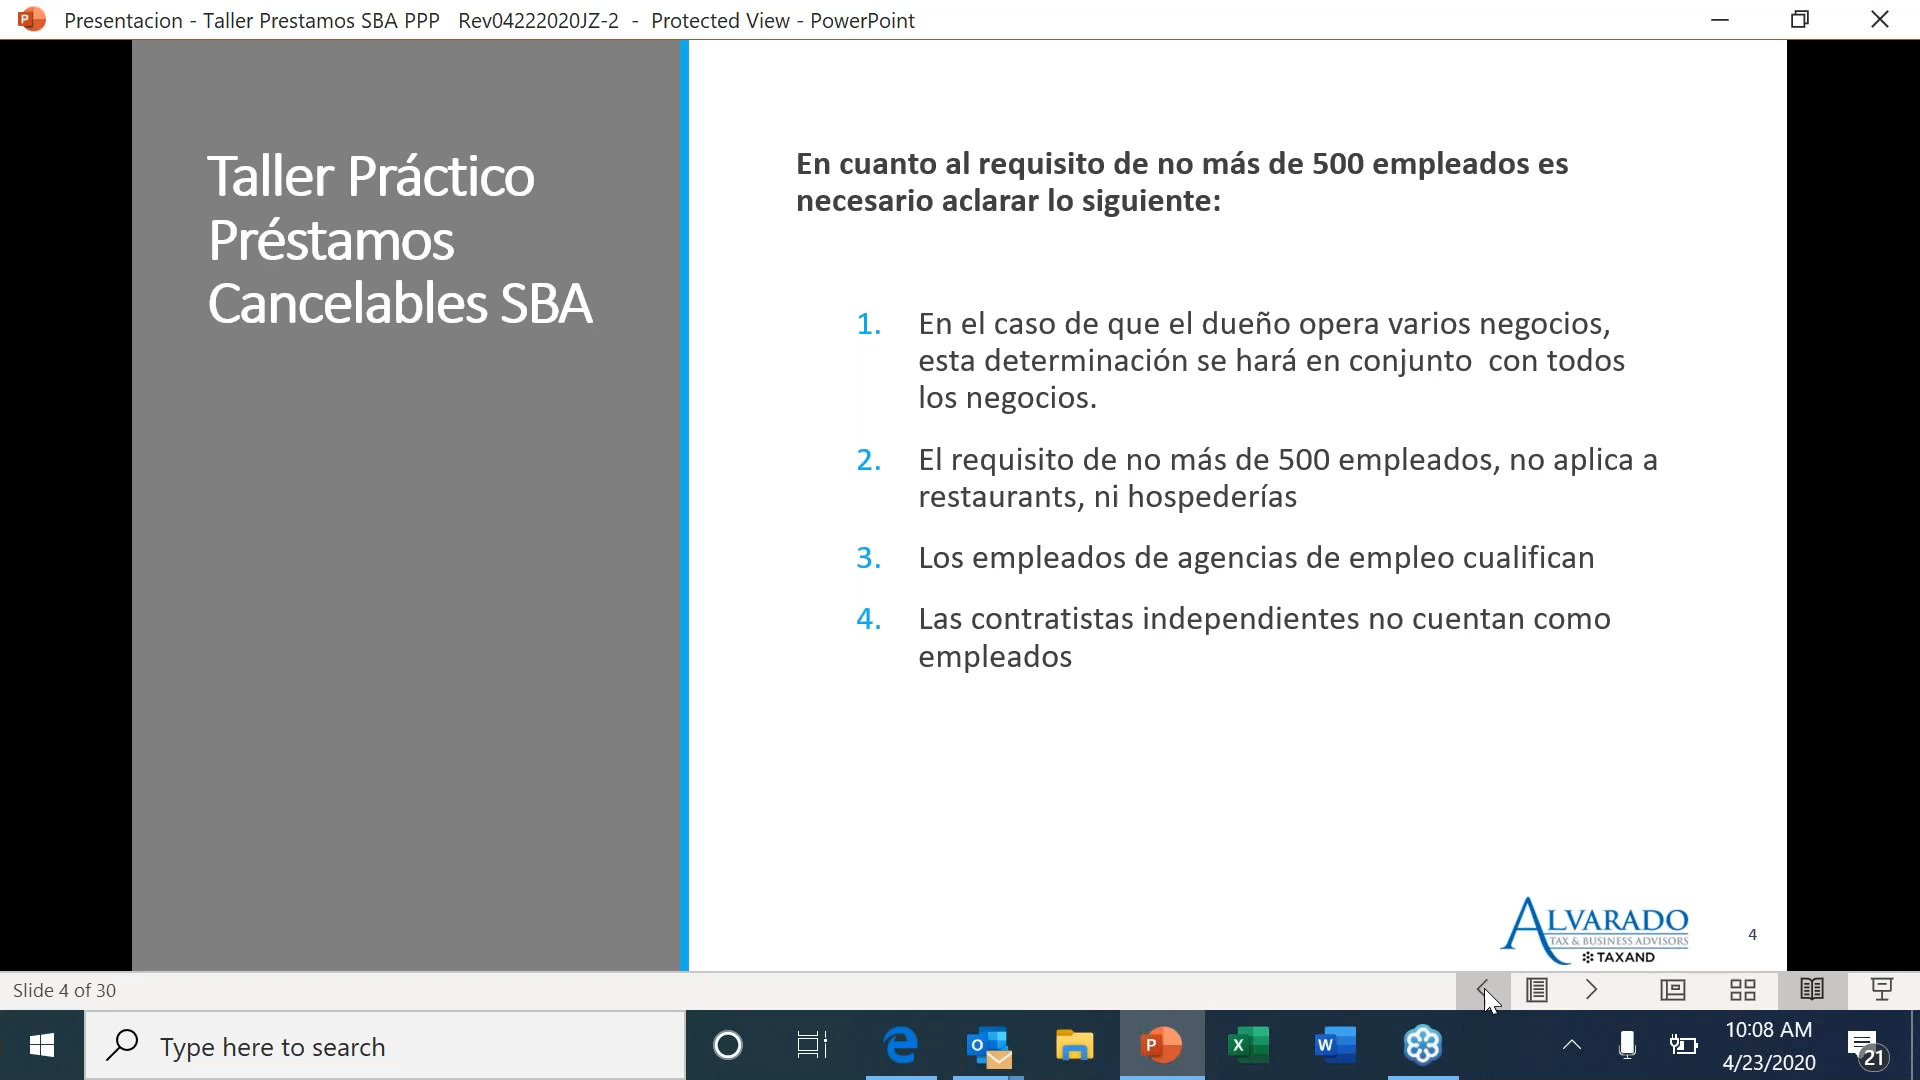 Presentacion - Taller Prestamos SBA PPP Rev04222020JZ-2 - Protected View - PowerPoint
Taller Práctico
Préstamos
Cancelables SBA
En cuanto al requisito de no más de 500 empleados es
necesario aclarar lo siguiente:
1. En el caso de que el dueño opera varios negocios,
esta determinación se hará en conjunto con todos
los negocios.
2. El requisito de no más de 500 empleados, no aplica a
restaurants, ni hospederías
3. Los empleados de agencias de empleo cualifican
4. Las contratistas independientes no cuentan como
empleados
ALVARADO
TAX & BUSINESS ADVISORS
TAXAND
4
Slide 4 of 30
Type here to search
10:08 AM
4/23/2020
21